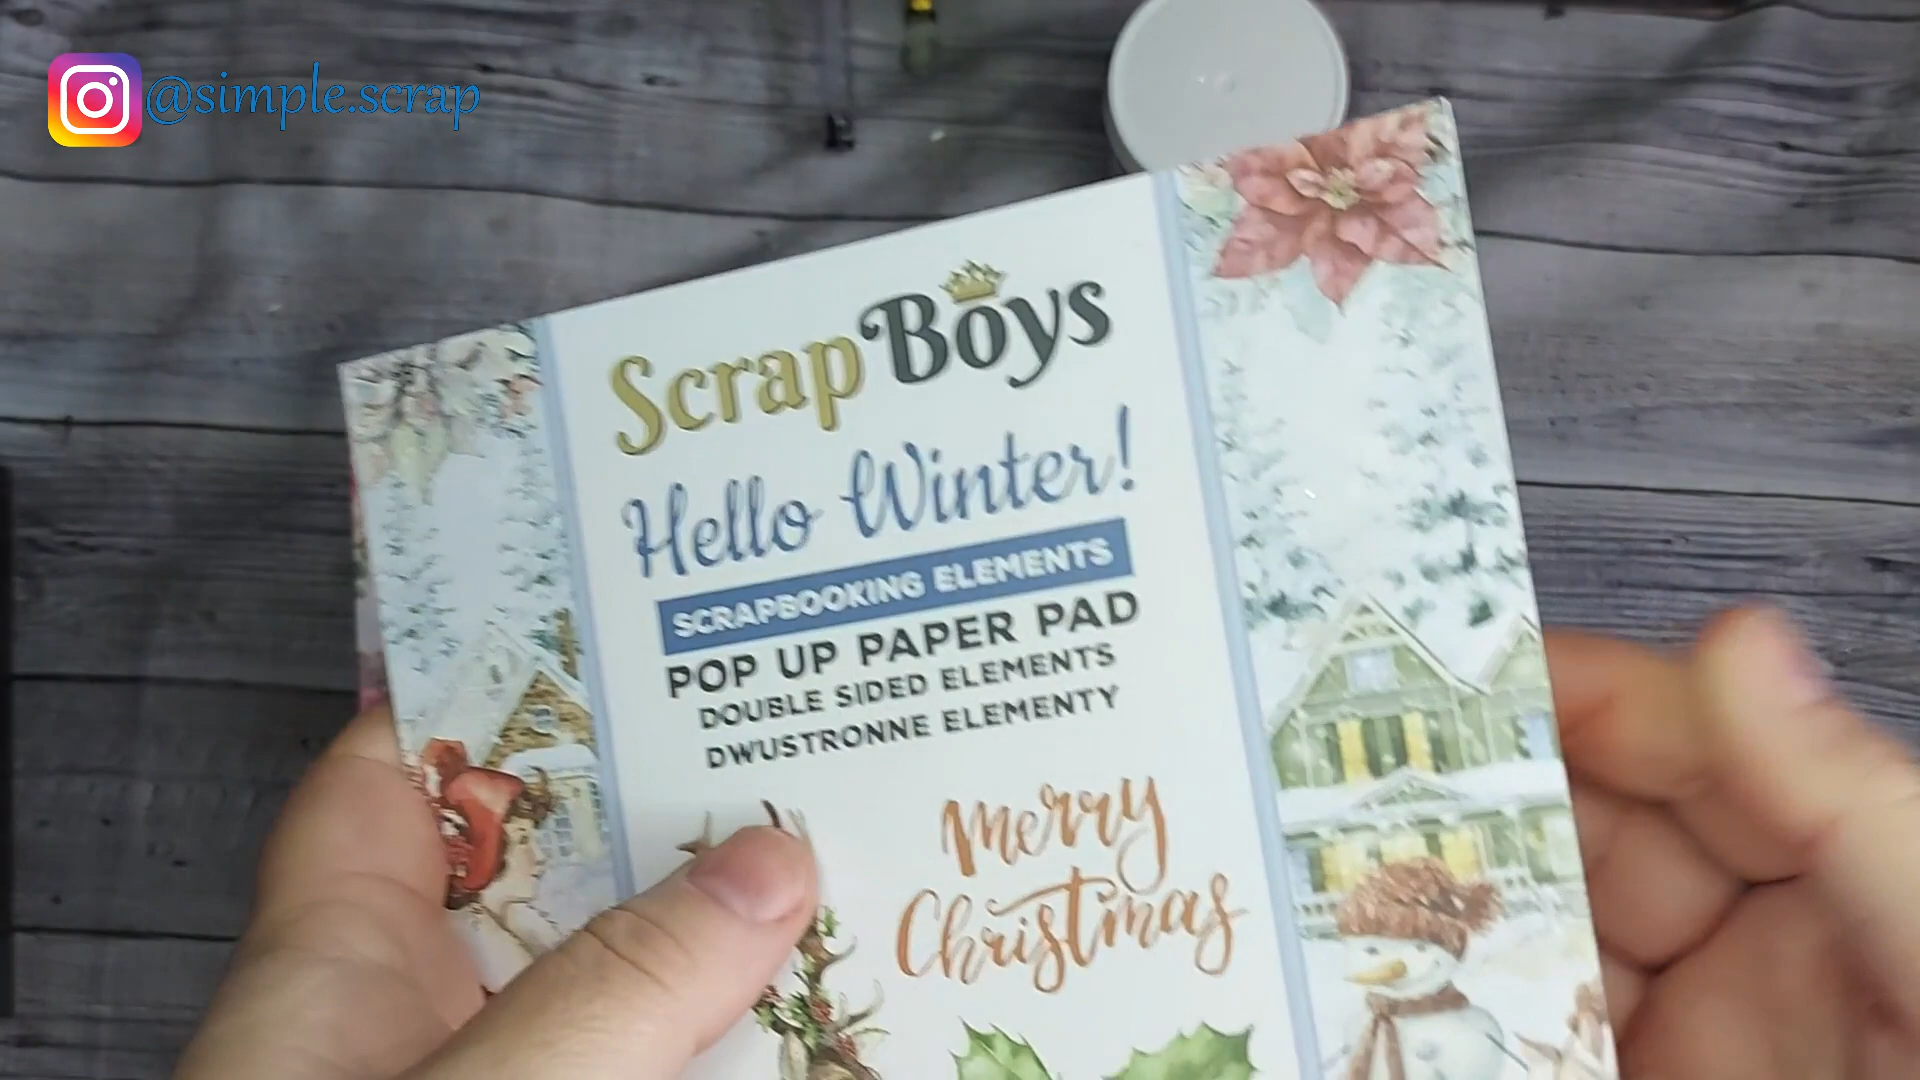 @simple.scrap
ScrapBoys
Hello Winter!
SCRAPBOOKING ELEMENTS
POP UP PAPER PAD
DOUBLE SIDED ELEMENTS
DWUSTRONNE ELEMENTY
Merry
Christmas